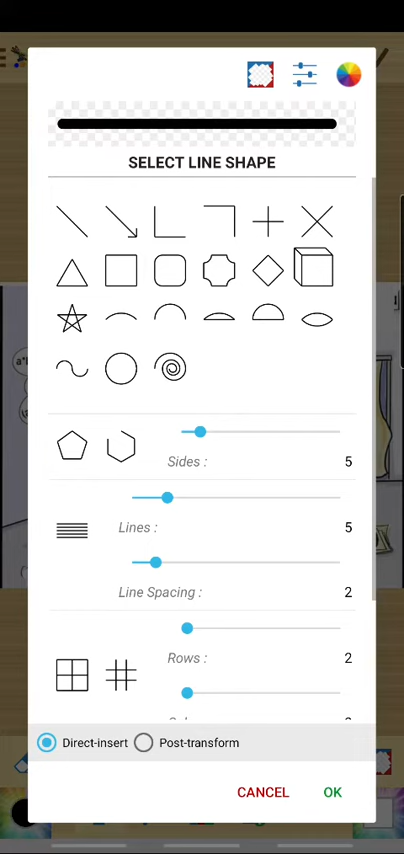 SELECT LINE SHAPE
Sides : 5
Lines : 5
Line Spacing : 2
Rows : 2
Direct-insert Post-transform
CANCEL OK